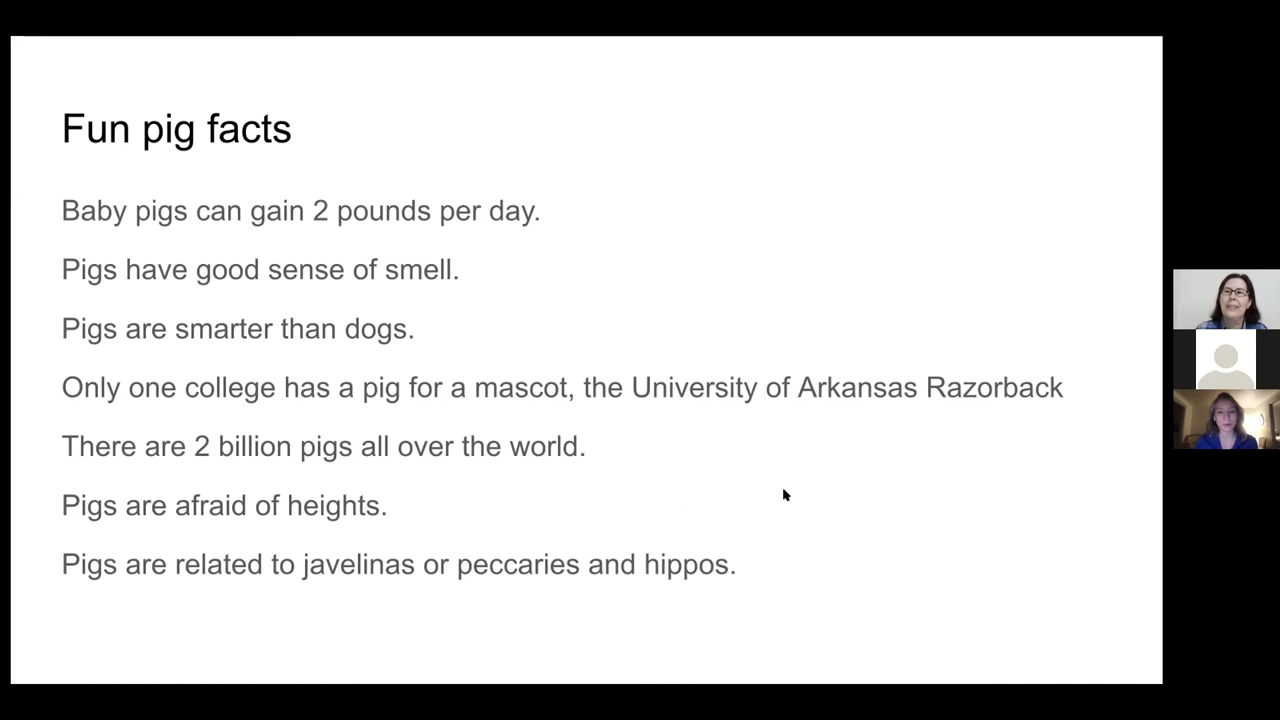 Fun pig facts
Baby pigs can gain 2 pounds per day.
Pigs have good sense of smell.
Pigs are smarter than dogs.
Only one college has a pig for a mascot, the University of Arkansas Razorback
There are 2 billion pigs all over the world.
Pigs are afraid of heights.
Pigs are related to javelinas or peccaries and hippos.